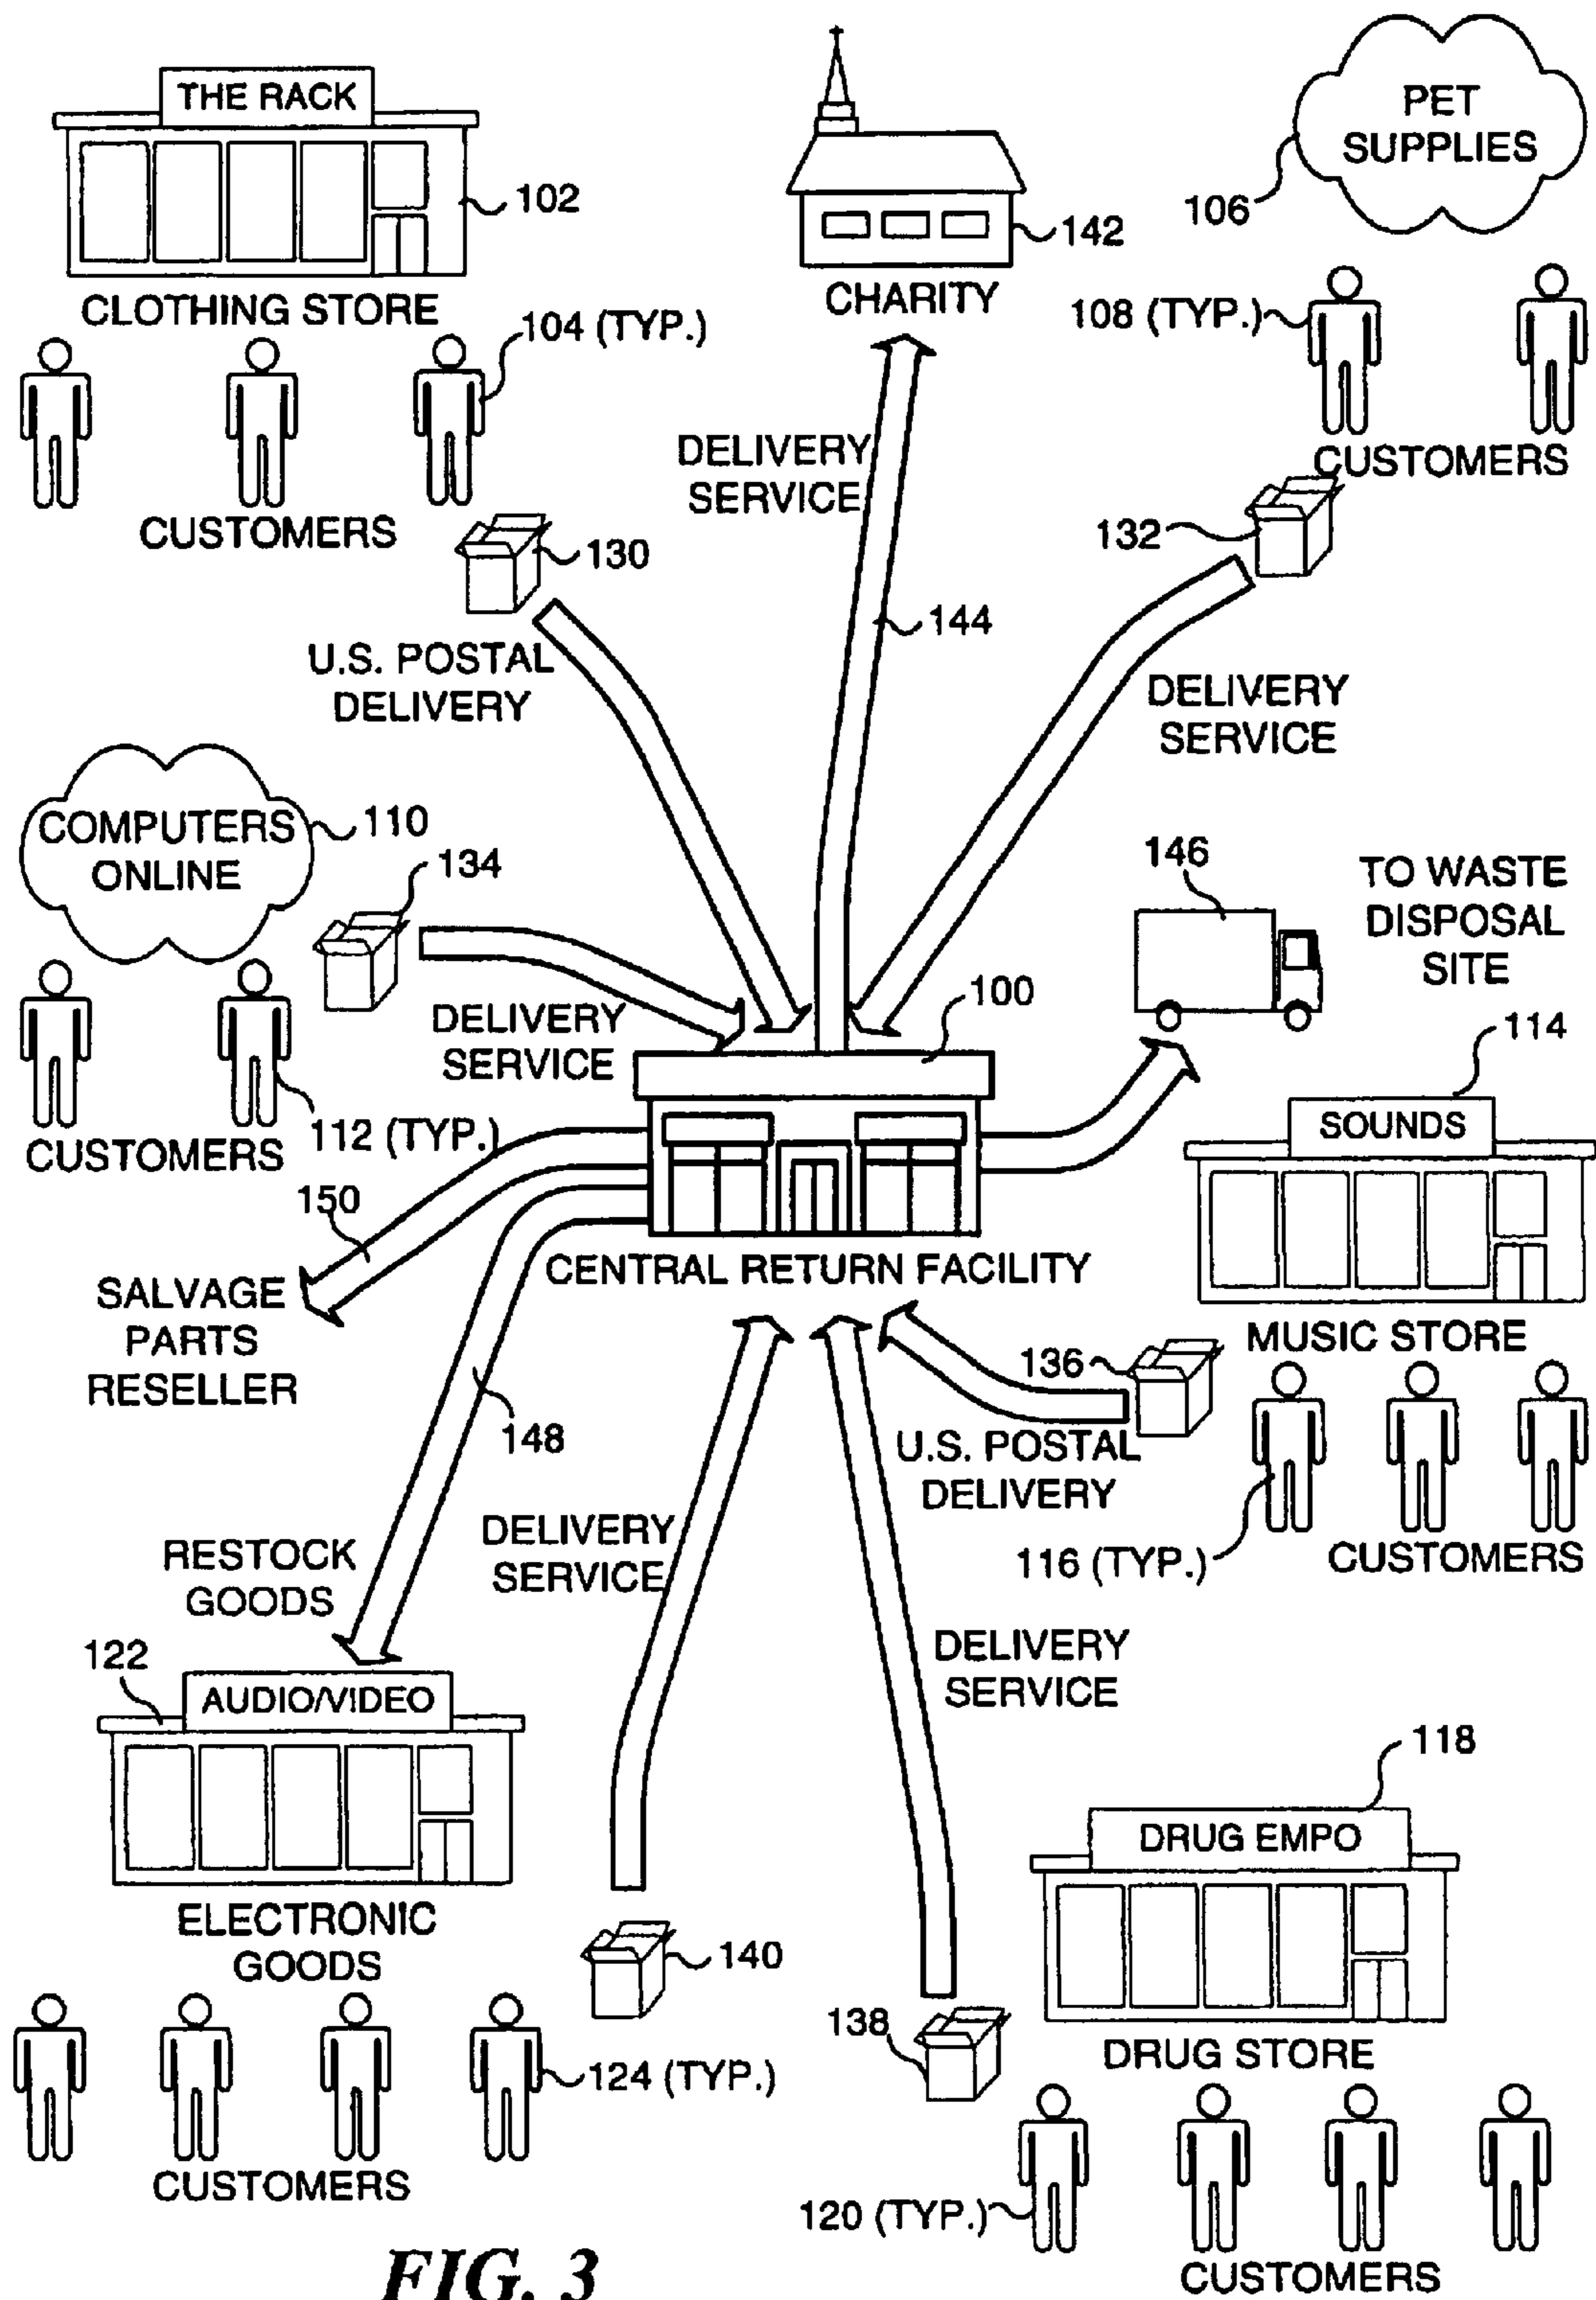 THE RACK
102
CLOTHING STORE
104 (TYP.)
CUSTOMERS
142
CHARITY
PET
SUPPLIES
106
108 (TYP.)
CUSTOMERS
130
U.S. POSTAL
DELIVERY
DELIVERY
SERVICE
144
132
DELIVERY
SERVICE
COMPUTERS
ONLINE
110
134
DELIVERY
SERVICE
112 (TYP.)
CUSTOMERS
100
146
TO WASTE
DISPOSAL
SITE
114
SOUNDS
MUSIC STORE
CENTRAL RETURN FACILITY
150
SALVAGE
PARTS
RESELLER
148
136
U.S. POSTAL
DELIVERY
116 (TYP.)
CUSTOMERS
RESTOCK
GOODS
DELIVERY
SERVICE
DELIVERY
SERVICE
122
AUDIO/VIDEO
ELECTRONIC
GOODS
140
124 (TYP.)
CUSTOMERS
118
DRUG EMPO
138
DRUG STORE
120 (TYP.)
CUSTOMERS
FIG. 3